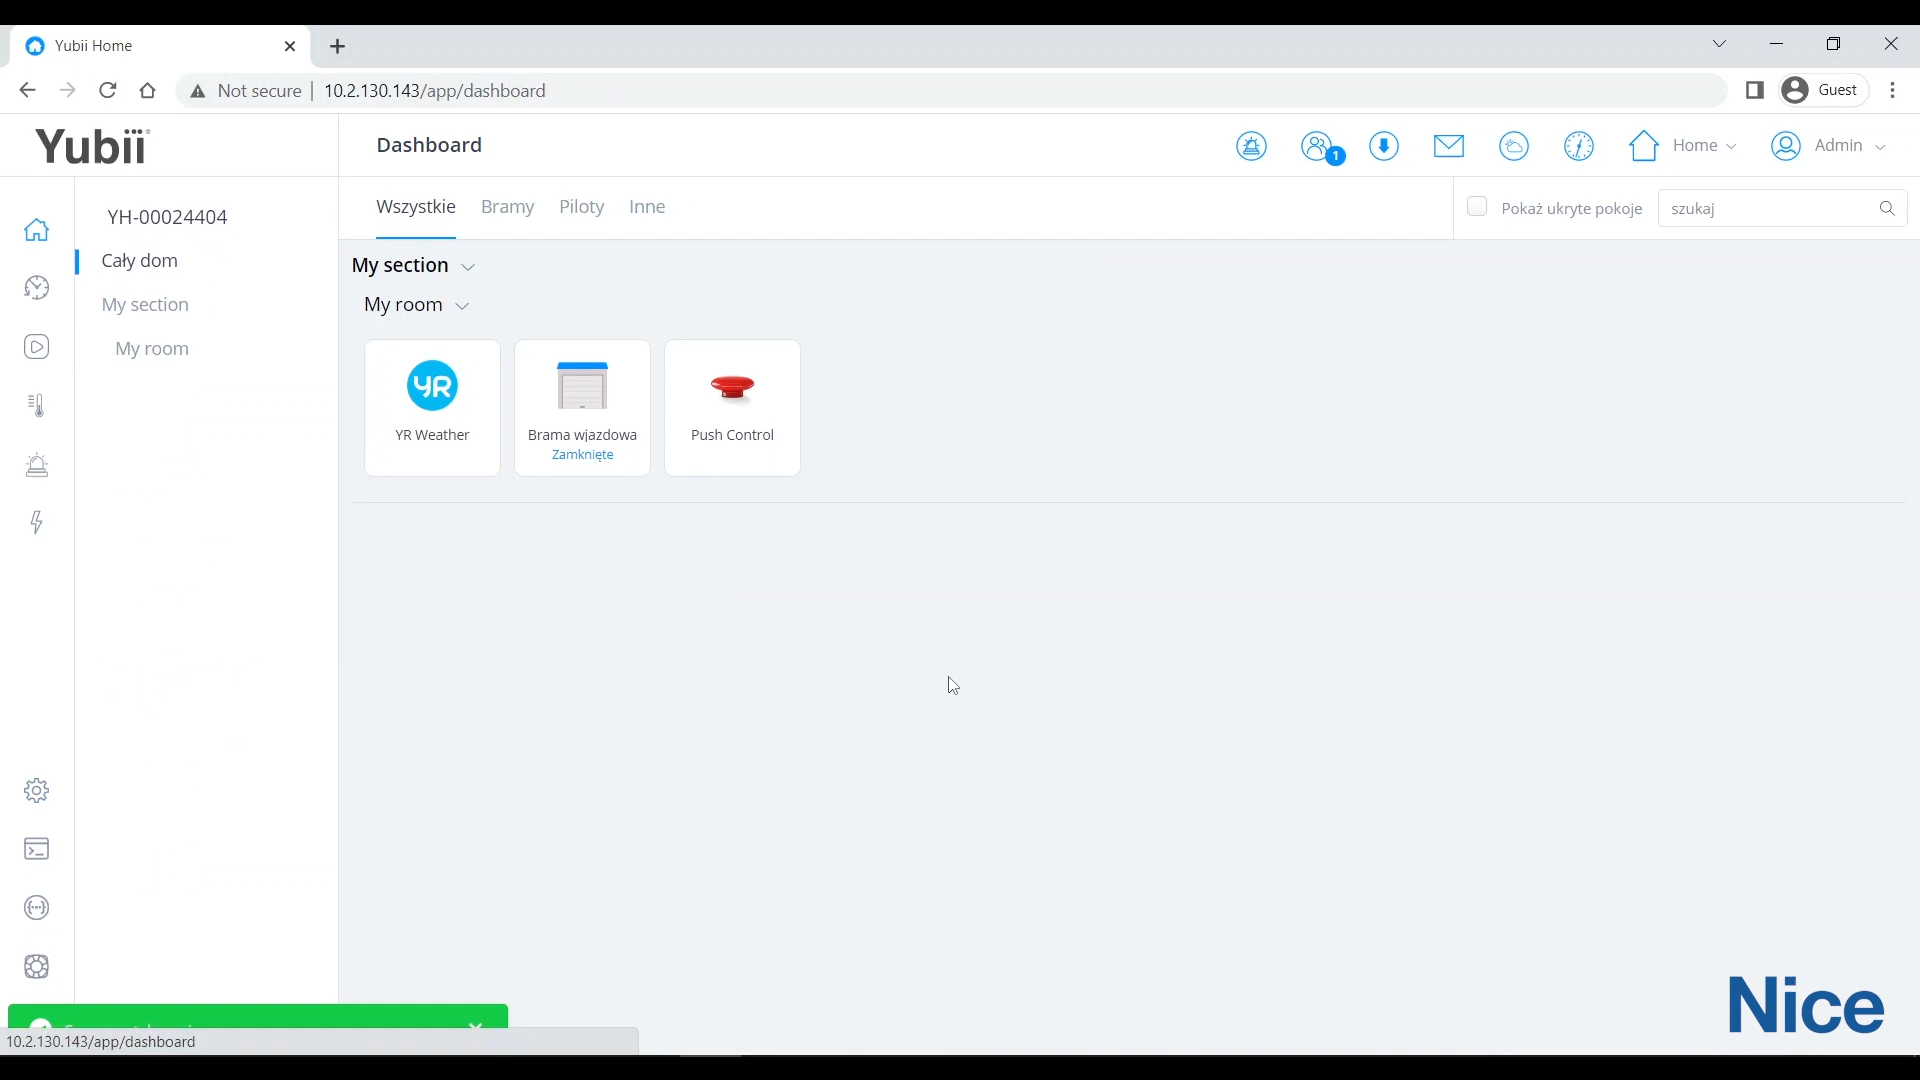 Yubii Home
Not secure
10.2.130.143/app/dashboard
Guest
Yubii
Dashboard
1
Home
Admin
YH-00024404
Cały dom
My section
My room
Wszystkie
Bramy
Piloty
Inne
Pokaż ukryte pokoje
szukaj
My section
My room
YR
YR Weather
Brama wjazdowa
Zamknięte
Push Control
Nice
10.2.130.143/app/dashboard